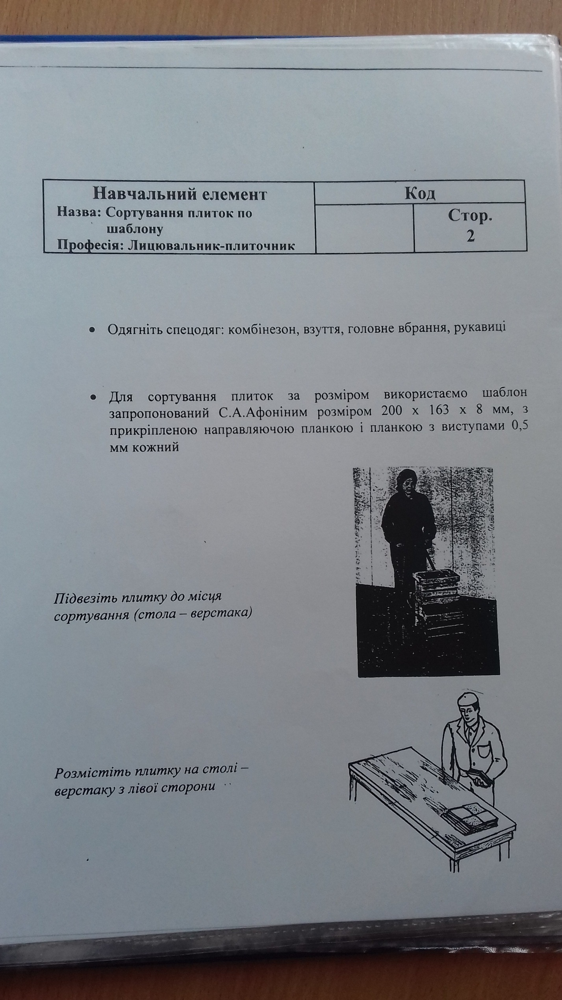 Навчальний елемент
Назва: Сортування плиток по
шаблону
Професія: Лицювальник-плиточник
Код
Стор.
2
• Одягніть спецодяг: комбінезон, взуття, головне вбрання, рукавиці
• Для сортування плиток за розміром використаємо шаблон
запропонований С.А.Афоніним розміром 200 х 163 х 8 мм, з
прикріпленою направляючою планкою і планкою з виступами 0,5
мм кожний
Підвезіть плитку до місця
сортування (стола – верстака)
Розмістіть плитку на столі –
верстаку з лівої сторони